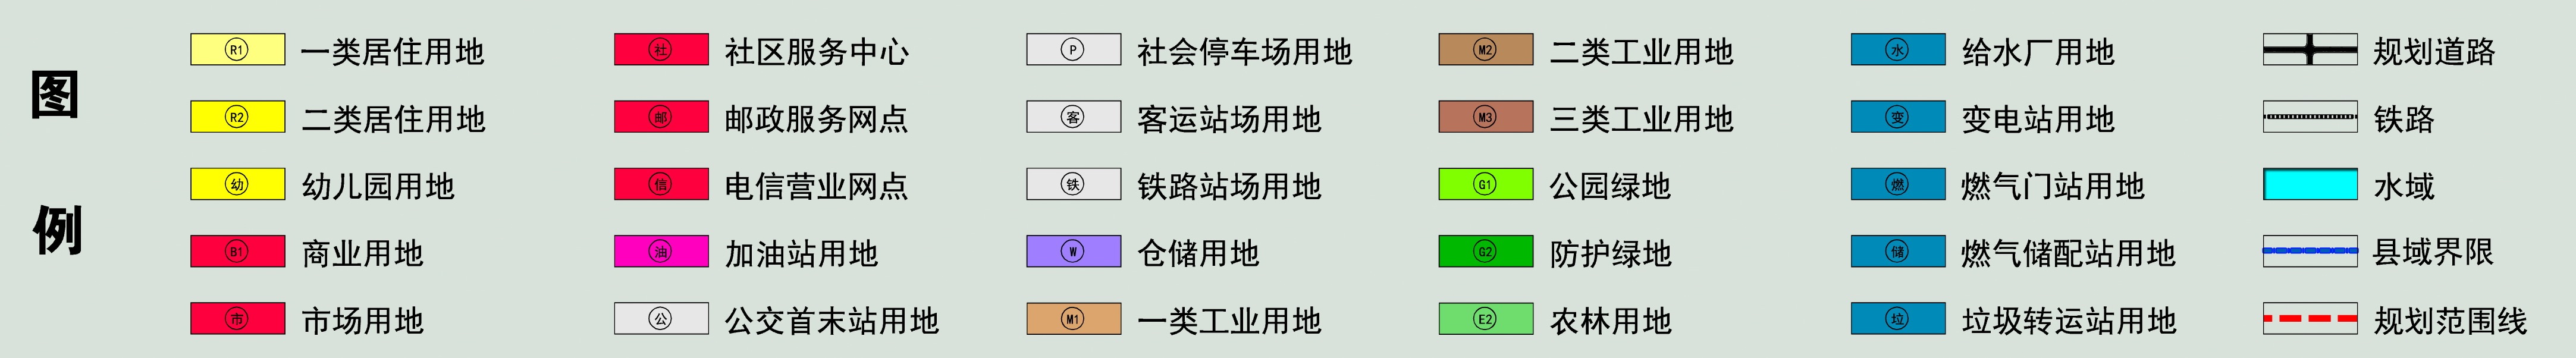 图例
R1 一类居住用地
R2 二类居住用地
幼 幼儿园用地
B1 商业用地
市 市场用地
社 社区服务中心
邮 邮政服务网点
信 电信营业网点
油 加油站用地
公 公交首末站用地
P 社会停车场用地
客 客运站场用地
铁 铁路站场用地
W 仓储用地
M1 一类工业用地
M2 二类工业用地
M3 三类工业用地
G1 公园绿地
G2 防护绿地
E2 农林用地
水 给水厂用地
变 变电站用地
燃 燃气门站用地
储 燃气储配站用地
垃 垃圾转运站用地
规划道路
铁路
水域
县域界限
规划范围线